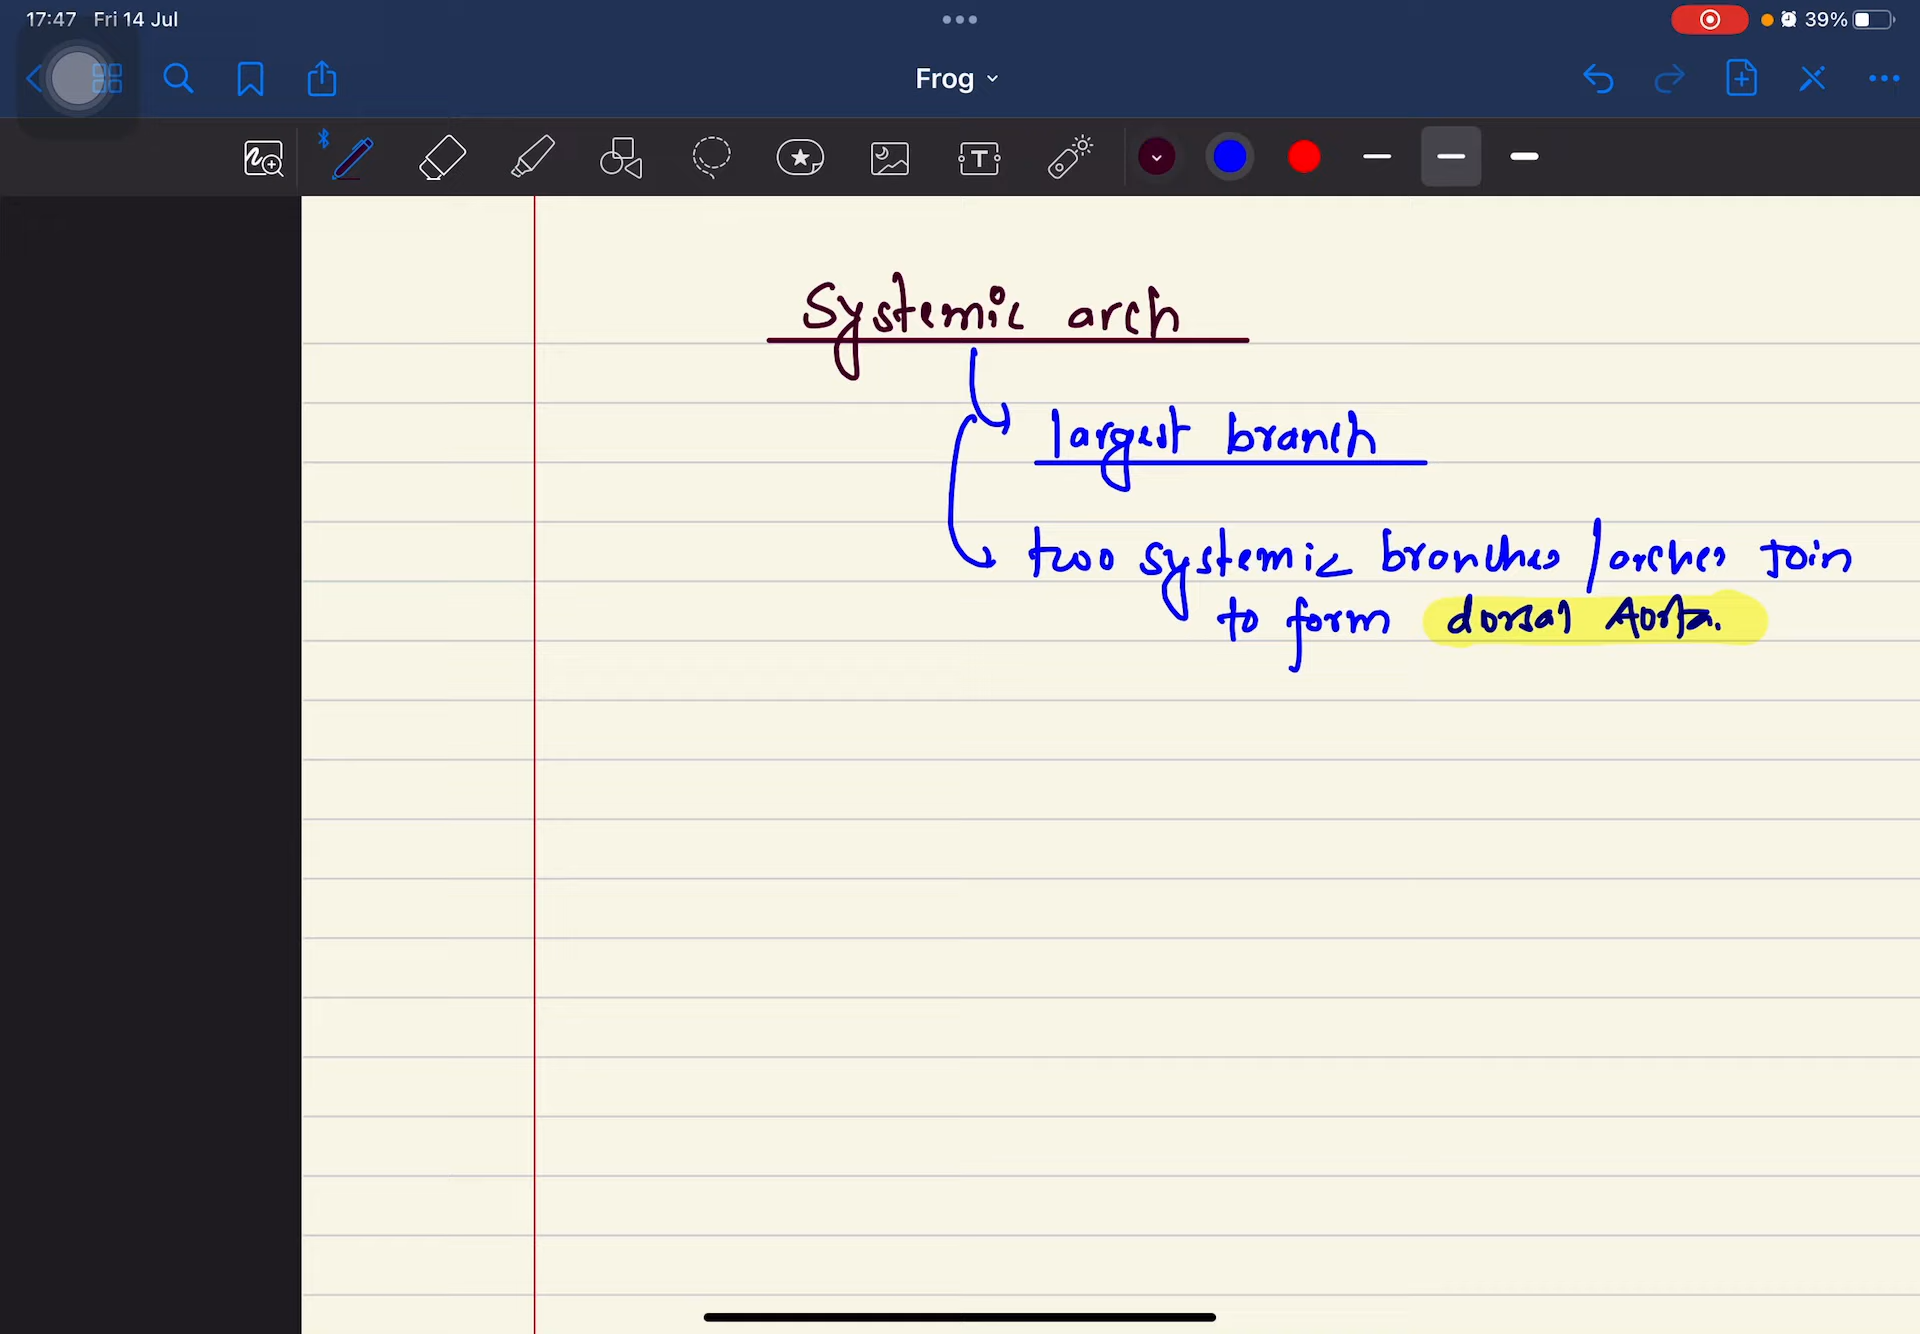 17:47 Fri 14 Jul
39%
Frog
T
Systemic arch
largest branch
two systemic branches / arches join
to form dorsal Aorta.